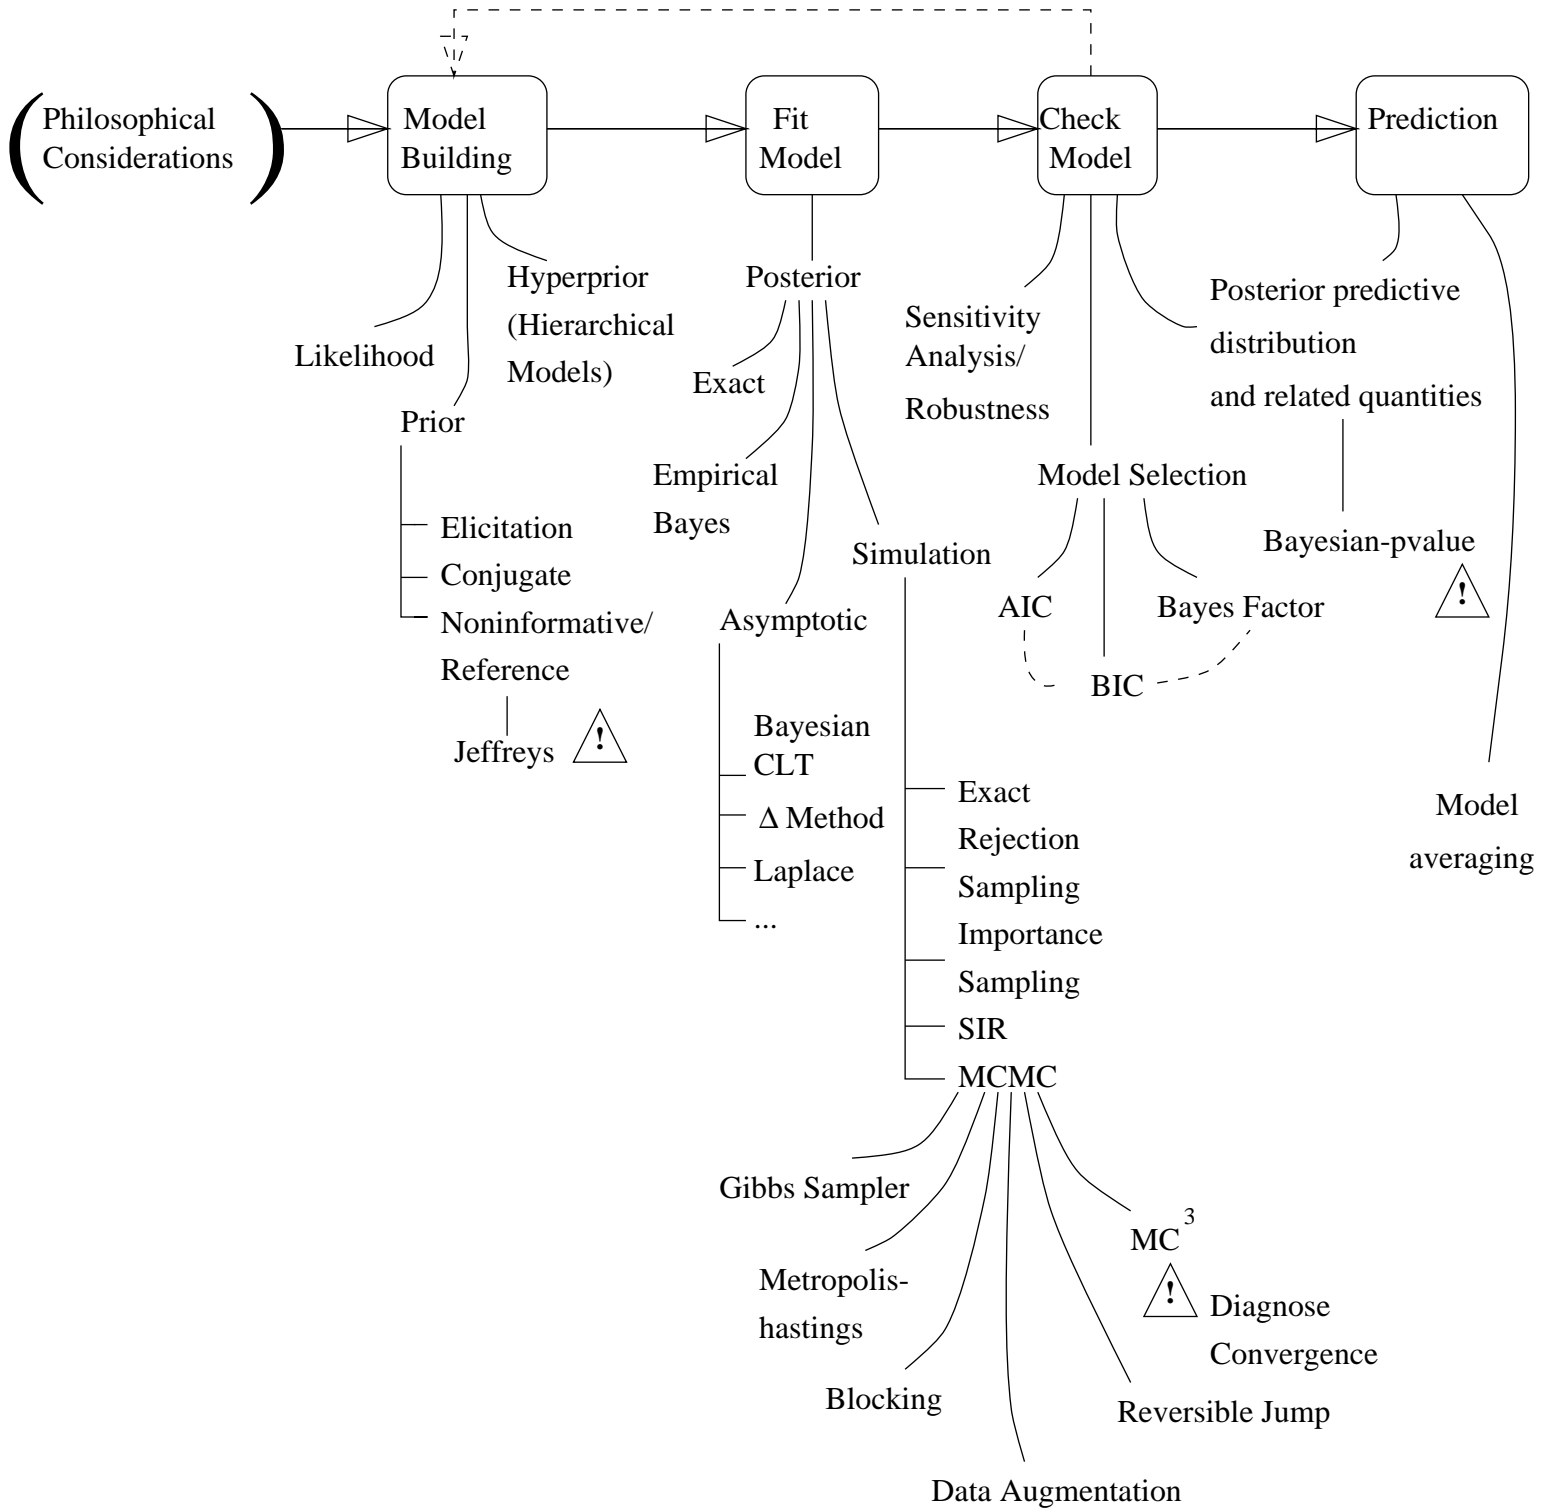 Philosophical
Considerations
Model
Building
Fit
Model
Check
Model
Prediction
Likelihood
Prior
Hyperprior
(Hierarchical
Models)
Elicitation
Conjugate
Noninformative/
Reference
Jeffreys
!
Posterior
Exact
Empirical
Bayes
Asymptotic
Bayesian
CLT
Δ Method
Laplace
...
Simulation
Exact
Rejection
Sampling
Importance
Sampling
SIR
MCMC
Gibbs Sampler
Metropolis-
hastings
Blocking
Data Augmentation
Reversible Jump
MC 3
!
Diagnose
Convergence
Sensitivity
Analysis/
Robustness
Model Selection
AIC
BIC
Bayes Factor
Posterior predictive
distribution
and related quantities
Bayesian-pvalue
!
Model
averaging